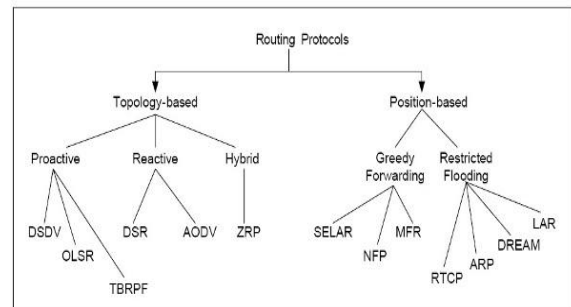 Routing Protocols
Topology-based
Position-based
Proactive
Reactive
Hybrid
Greedy
Forwarding
Restricted
Flooding
DSDV
OLSR
TBRPF
DSR
AODV
ZRP
SELAR
NFP
MFR
RTCP
ARP
DREAM
LAR